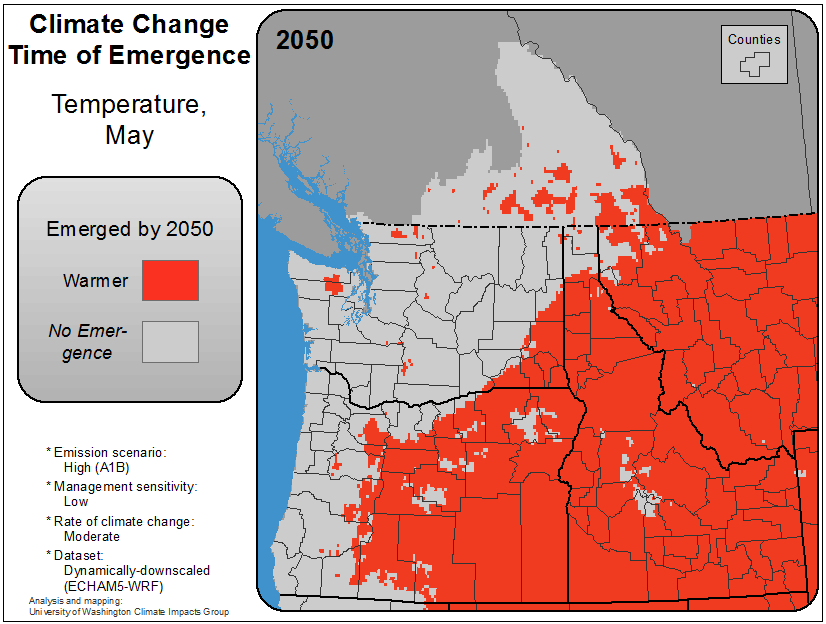 Climate Change
Time of Emergence
Temperature,
May
Emerged by 2050
Warmer
No Emer-
gence
* Emission scenario:
High (A1B)
* Management sensitivity:
Low
* Rate of climate change:
Moderate
* Dataset:
Dynamically-downscaled
(ECHAM5-WRF)
Analysis and mapping:
University of Washington Climate Impacts Group
2050
Counties